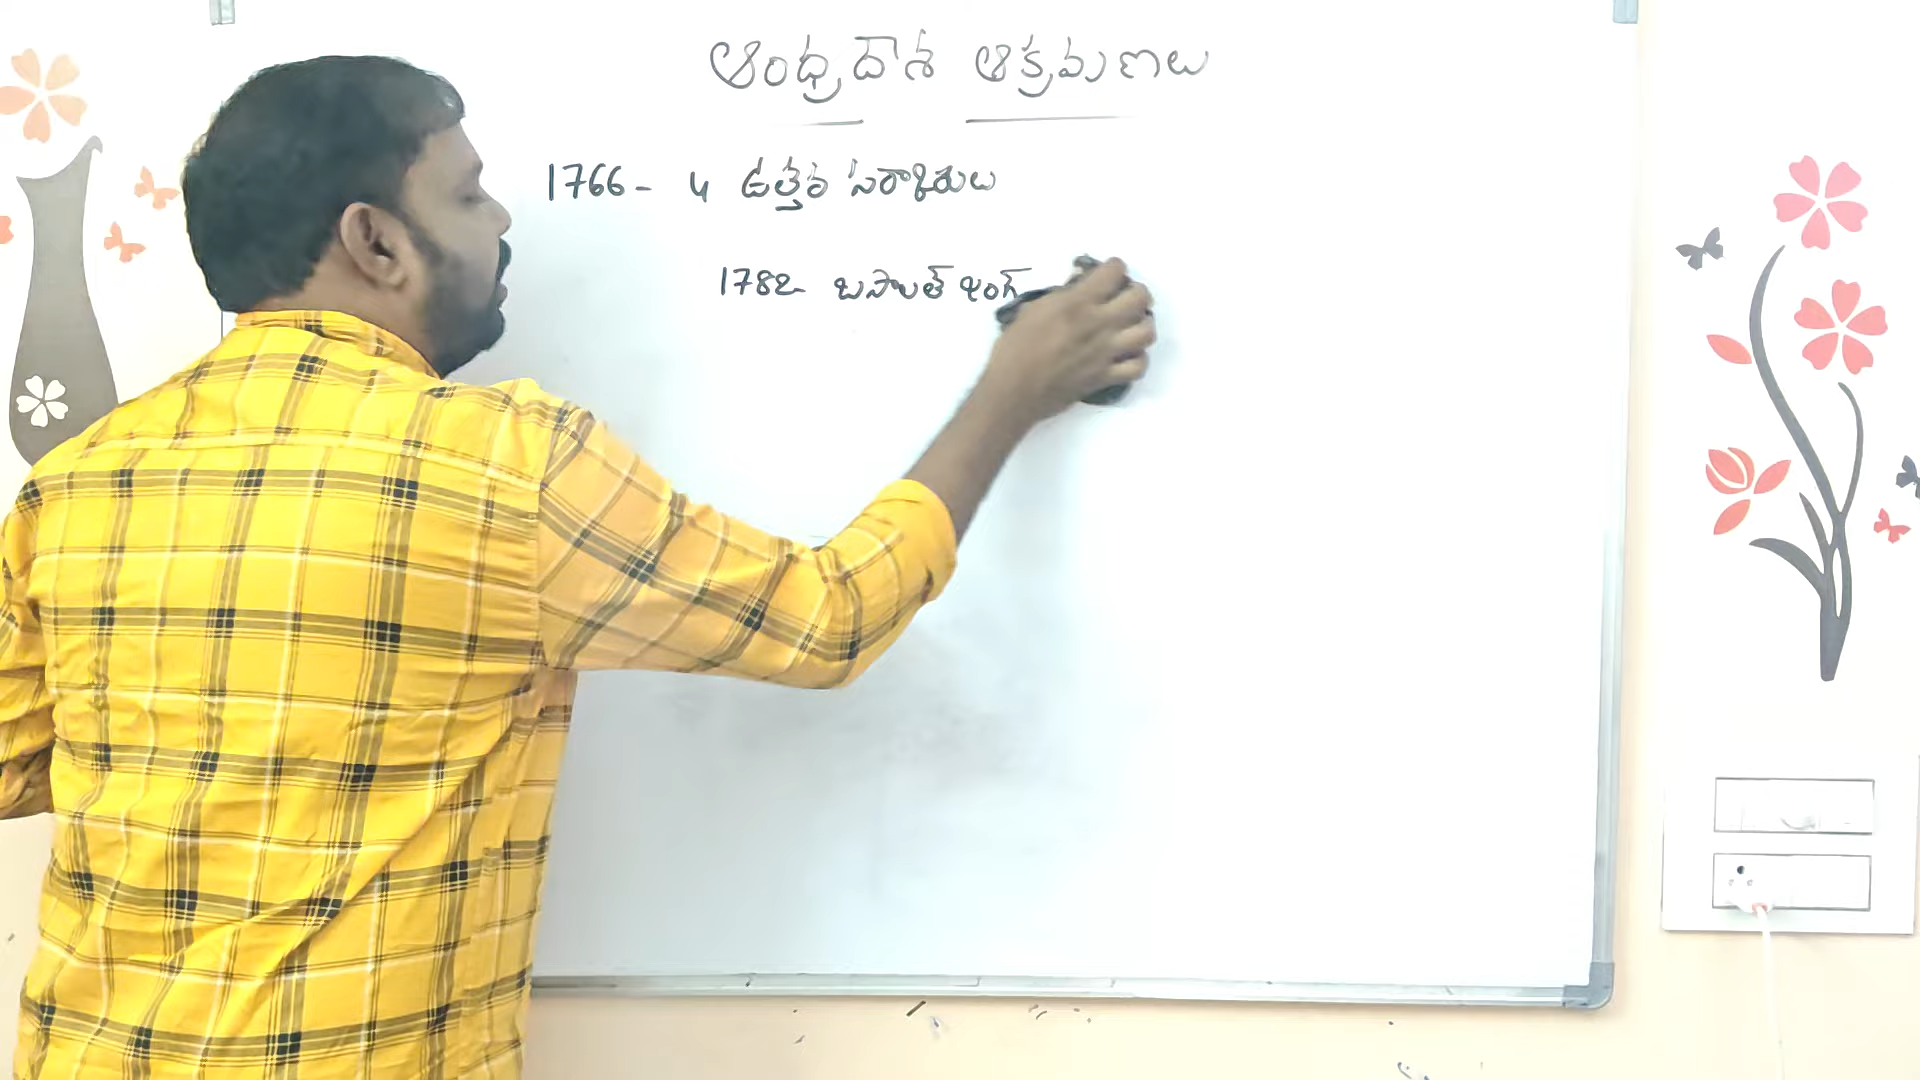 ఆంధ్రదేశ ఆక్రమణలు
1766 - 4 ఉత్తర సర్కారులు
1782 - బసాలత్ జంగ్